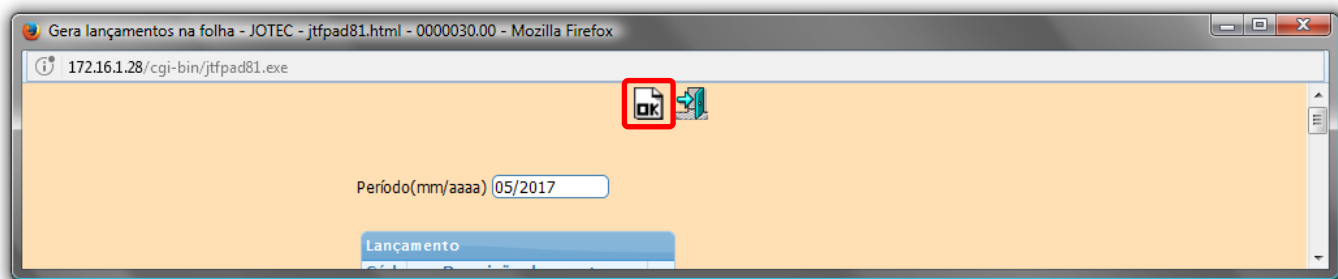 Gera lançamentos na folha - JOTEC - jtfpad81.html - 0000030.00 - Mozilla Firefox
172.16.1.28/cgi-bin/jtfpad81.exe
OK
Período(mm/aaaa) 05/2017
Lançamento